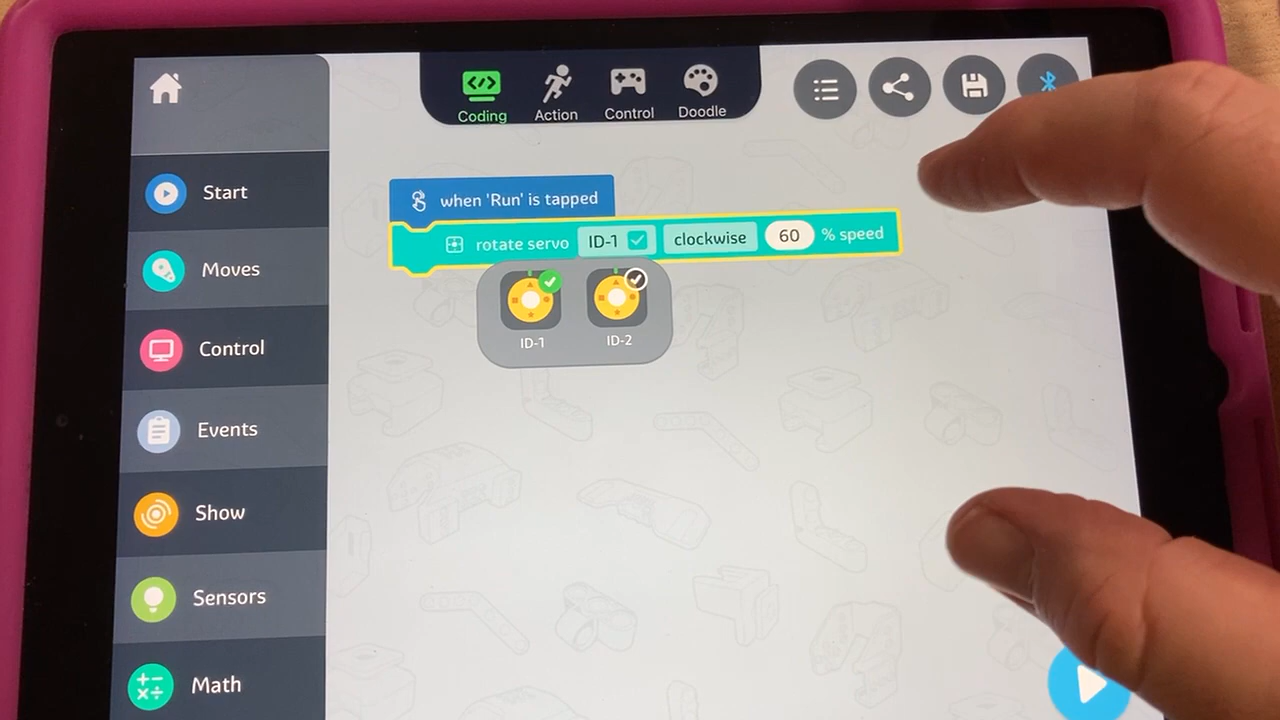 Coding
Action
Control
Doodle
Start
Moves
Control
Events
Show
Sensors
Math
when 'Run' is tapped
rotate servo ID-1 clockwise 60 % speed
ID-1
ID-2